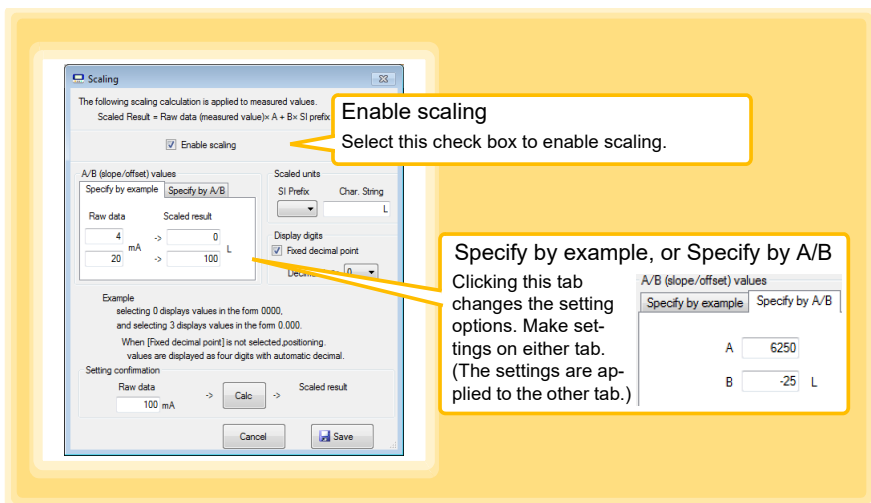 Scaling
The following scaling calculation is applied to measured values.
Scaled Result = Raw data (measured value)× A + B× SI prefix
Enable scaling
Enable scaling
Select this check box to enable scaling.
A/B (slope/offset) values
Specify by example Specify by A/B
Raw data Scaled result
4 -> 0
mA L
20 -> 100
Scaled units
SI Prefix Char. String
L
Display digits
Fixed decimal point
0
Specify by example, or Specify by A/B
Clicking this tab
changes the setting
options. Make set-
tings on either tab.
(The settings are ap-
plied to the other tab.)
A/B (slope/offset) values
Specify by example Specify by A/B
A 6250
B -25 L
Example
selecting 0 displays values in the form 0000,
and selecting 3 displays values in the form 0.000.
When [Fixed decimal point] is not selected,positioning.
values are displayed as four digits with automatic decimal.
Setting confirmation
Raw data Scaled result
100 mA -> Calc ->
Cancel Save